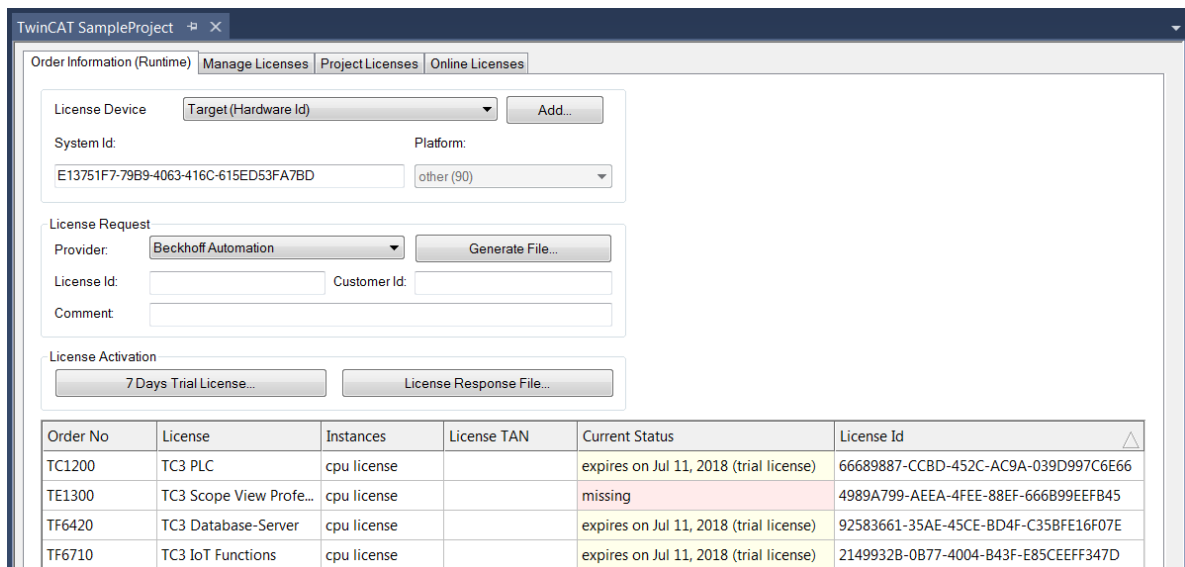 TwinCAT SampleProject
Order Information (Runtime) Manage Licenses Project Licenses Online Licenses
License Device Target (Hardware Id) Add...
System Id: Platform:
E13751F7-79B9-4063-416C-615ED53FA7BD other (90)
License Request
Provider: Beckhoff Automation Generate File...
License Id: Customer Id:
Comment:
License Activation
7 Days Trial License... License Response File...
Order No License Instances License TAN Current Status License Id
TC1200 TC3 PLC cpu license expires on Jul 11, 2018 (trial license) 66689887-CCBD-452C-AC9A-039D997C6E66
TE1300 TC3 Scope View Profe... cpu license missing 4989A799-AEEA-4FEE-88EF-666B99EEFB45
TF6420 TC3 Database-Server cpu license expires on Jul 11, 2018 (trial license) 92583661-35AE-45CE-BD4F-C35BFE16F07E
TF6710 TC3 IoT Functions cpu license expires on Jul 11, 2018 (trial license) 2149932B-0B77-4004-B43F-E85CEEFF347D